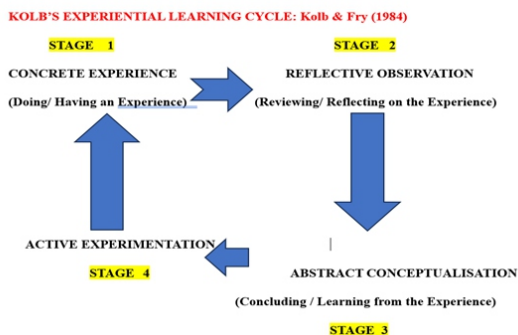 KOLB'S EXPERIENTIAL LEARNING CYCLE: Kolb & Fry (1984)
STAGE 1
CONCRETE EXPERIENCE
(Doing/ Having an Experience)
STAGE 2
REFLECTIVE OBSERVATION
(Reviewing/ Reflecting on the Experience)
ABSTRACT CONCEPTUALISATION
(Concluding / Learning from the Experience)
STAGE 3
ACTIVE EXPERIMENTATION
STAGE 4